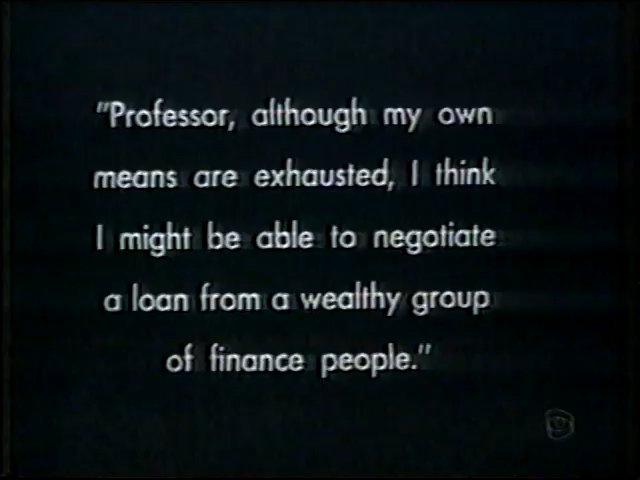 "Professor, although my own
means are exhausted, I think
I might be able to negotiate
a loan from a wealthy group
of finance people."